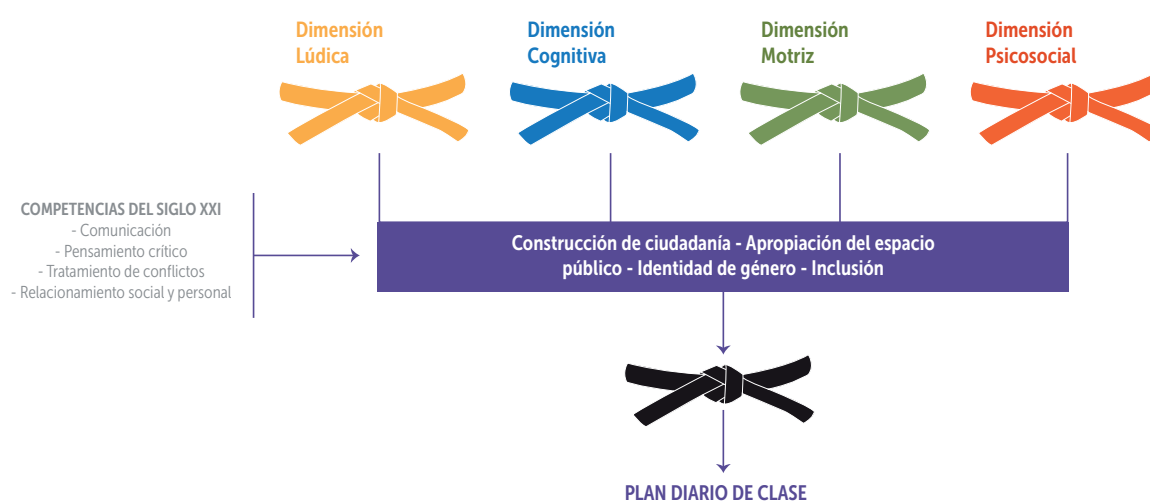 Dimensión
Lúdica
Dimensión
Cognitiva
Dimensión
Motriz
Dimensión
Psicosocial
COMPETENCIAS DEL SIGLO XXI
- Comunicación
- Pensamiento crítico
- Tratamiento de conflictos
- Relacionamiento social y personal
Construcción de ciudadanía - Apropiación del espacio
público - Identidad de género - Inclusión
PLAN DIARIO DE CLASE